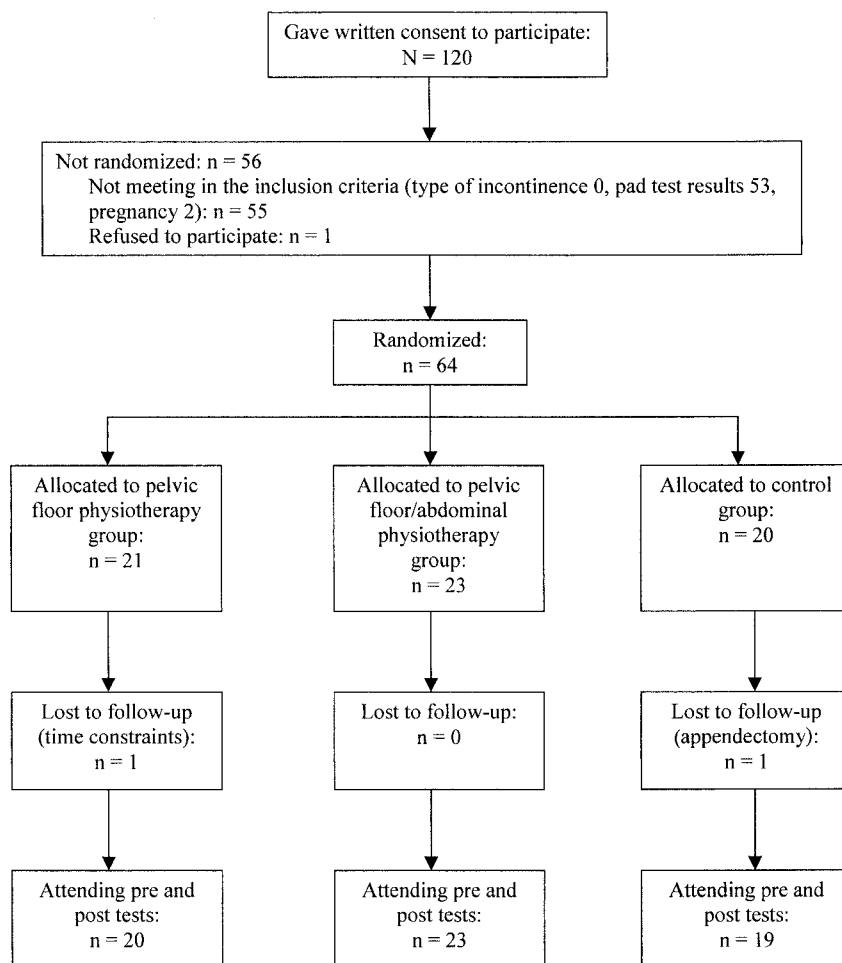 Gave written consent to participate:
N = 120
Not randomized: n = 56
Not meeting in the inclusion criteria (type of incontinence 0, pad test results 53,
pregnancy 2): n = 55
Refused to participate: n = 1
Randomized:
n = 64
Allocated to pelvic
floor physiotherapy
group:
n = 21
Allocated to pelvic
floor/abdominal
physiotherapy
group:
n = 23
Allocated to control
group:
n = 20
Lost to follow-up
(time constraints):
n = 1
Lost to follow-up:
n = 0
Lost to follow-up
(appendectomy):
n = 1
Attending pre and
post tests:
n = 20
Attending pre and
post tests:
n = 23
Attending pre and
post tests:
n = 19